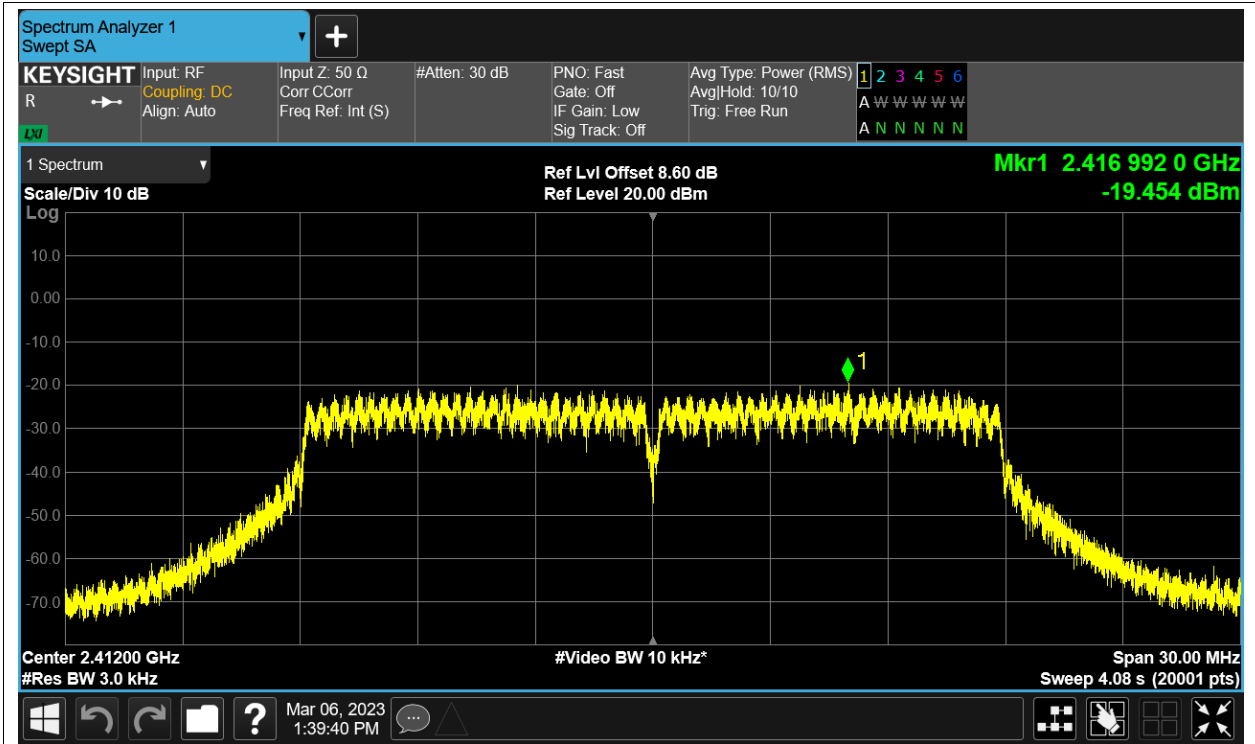 Spectrum Analyzer 1
Swept SA
KEYSIGHT
R
LXI
Input: RF
Coupling: DC
Align: Auto
Input Z: 50 Ω
Corr CCorr
Freq Ref: Int (S)
#Atten: 30 dB
PNO: Fast
Gate: Off
IF Gain: Low
Sig Track: Off
Avg Type: Power (RMS)
Avg|Hold: 10/10
Trig: Free Run
1 2 3 4 5 6
A W W W W W
A N N N N N
1 Spectrum
Scale/Div 10 dB
Log
Ref Lvl Offset 8.60 dB
Ref Level 20.00 dBm
Mkr1 2.416 992 0 GHz
-19.454 dBm
10.0
0.00
-10.0
-20.0
-30.0
-40.0
-50.0
-60.0
-70.0
1
Center 2.41200 GHz
#Res BW 3.0 kHz
#Video BW 10 kHz*
Span 30.00 MHz
Sweep 4.08 s (20001 pts)
?
Mar 06, 2023
1:39:40 PM